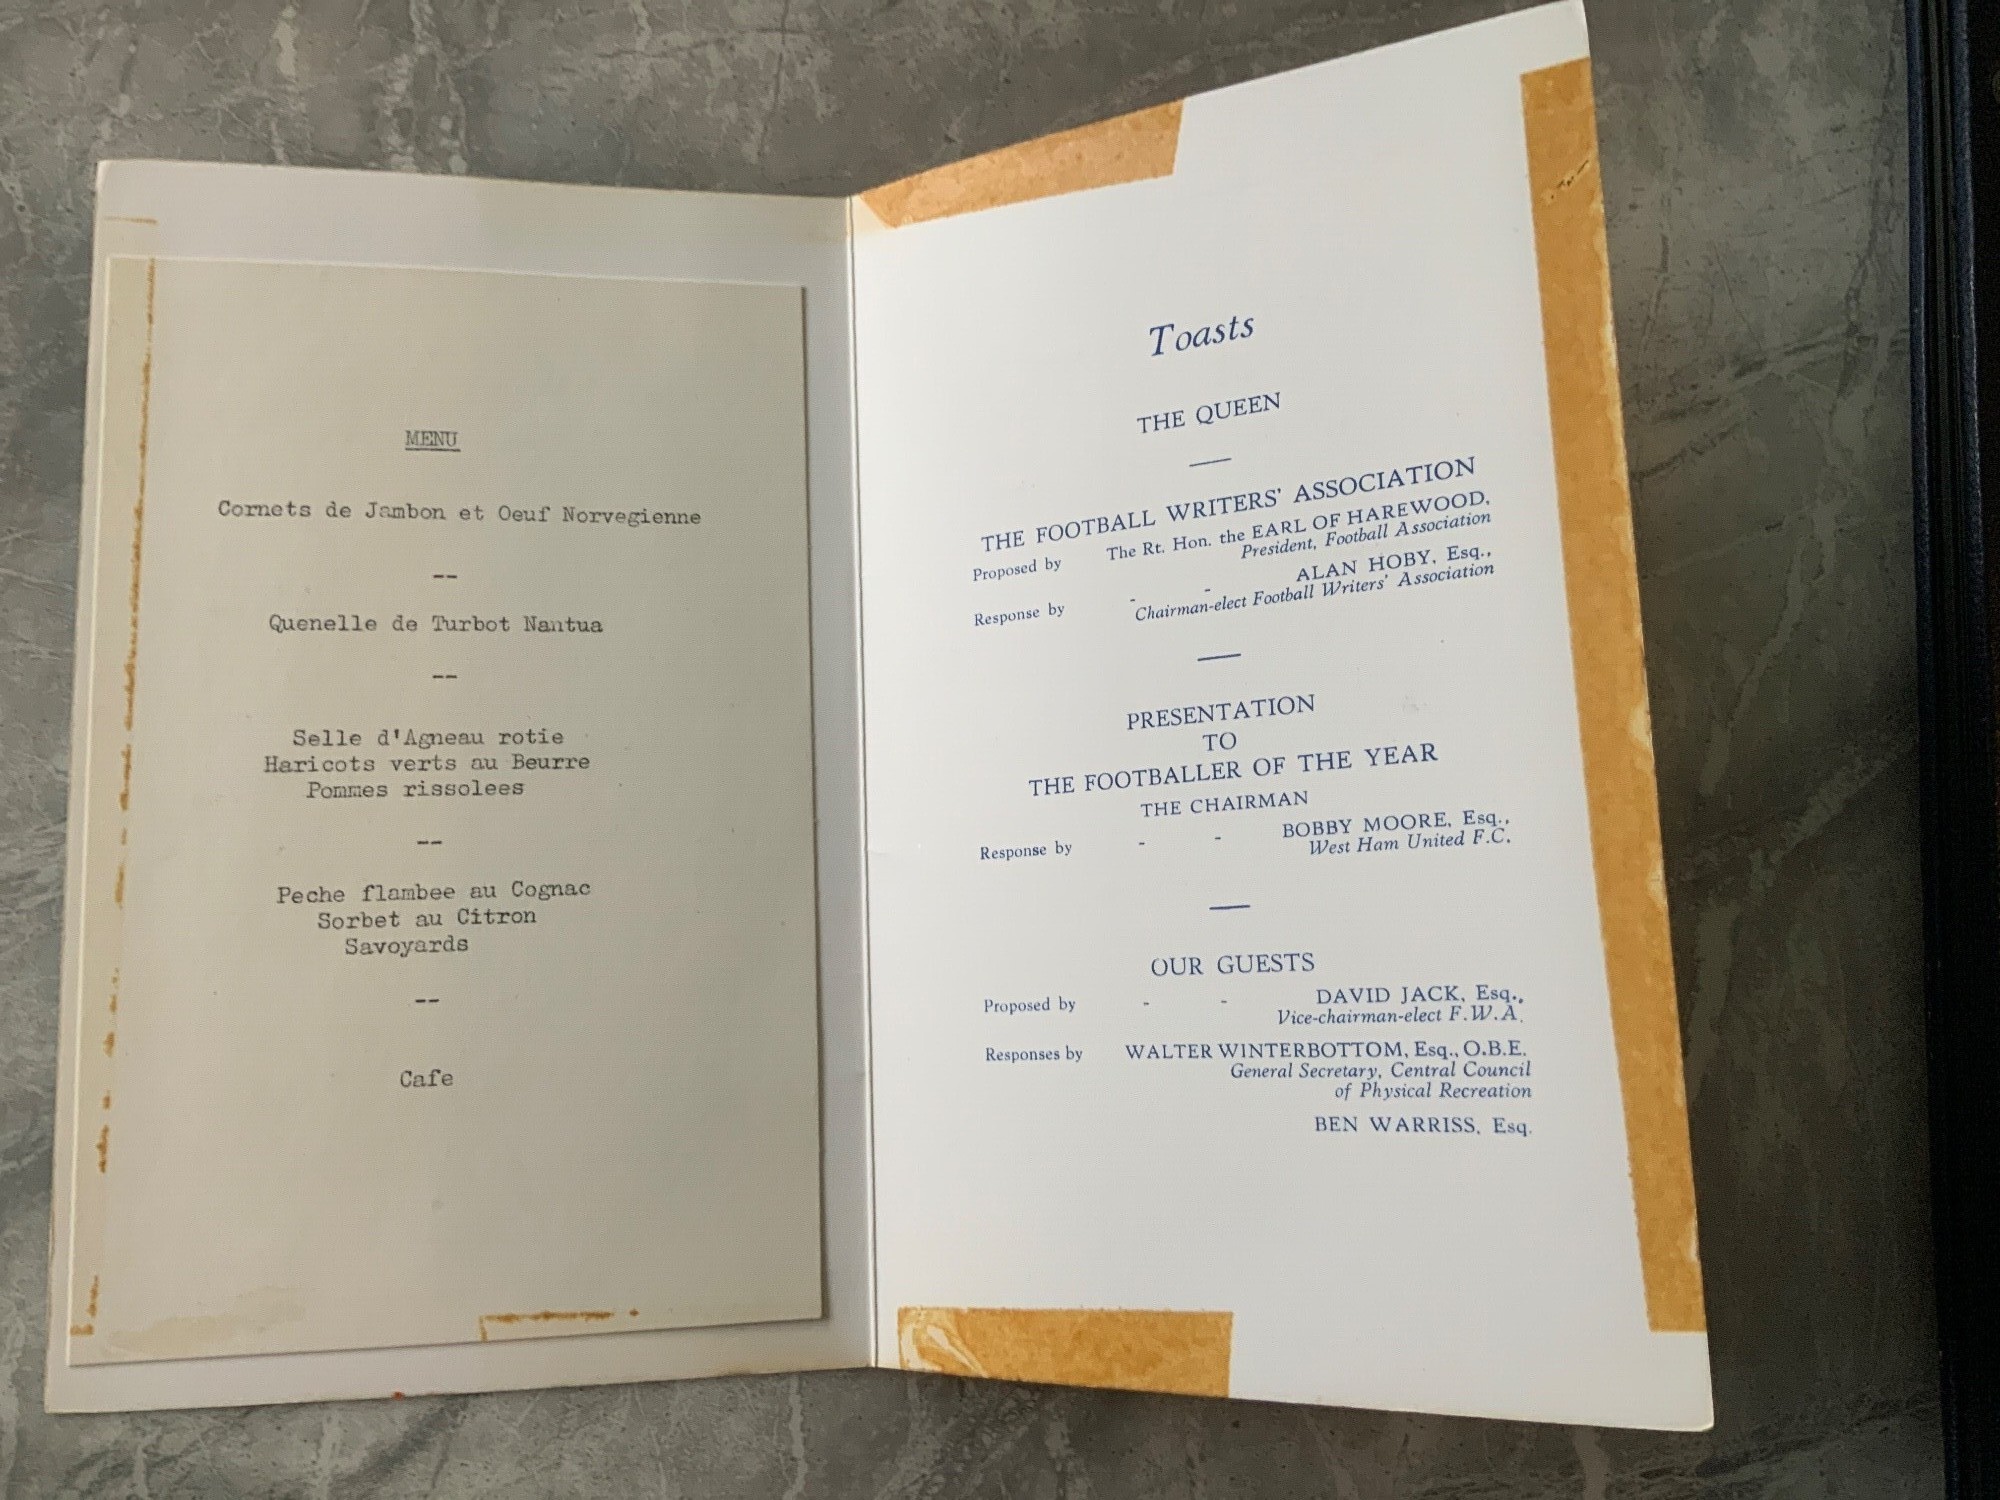 MENU
Cornets de Jambon et Oeuf Norvegienne
--
Quenelle de Turbot Nantua
--
Selle d'Agneau rotie
Haricots verts au Beurre
Pommes rissolees
--
Peche flambee au Cognac
Sorbet au Citron
Savoyards
--
Cafe
Toasts
THE QUEEN
—
THE FOOTBALL WRITERS' ASSOCIATION
Proposed by The Rt. Hon. the EARL OF HAREWOOD,
President, Football Association
Response by - - ALAN HOBY, Esq.,
Chairman-elect Football Writers' Association
—
PRESENTATION
TO
THE FOOTBALLER OF THE YEAR
THE CHAIRMAN
Response by - - BOBBY MOORE, Esq.,
West Ham United F.C.
—
OUR GUESTS
Proposed by - - DAVID JACK, Esq.,
Vice-chairman-elect F.W.A.
Responses by WALTER WINTERBOTTOM, Esq., O.B.E.
General Secretary, Central Council
of Physical Recreation
BEN WARRISS, Esq.